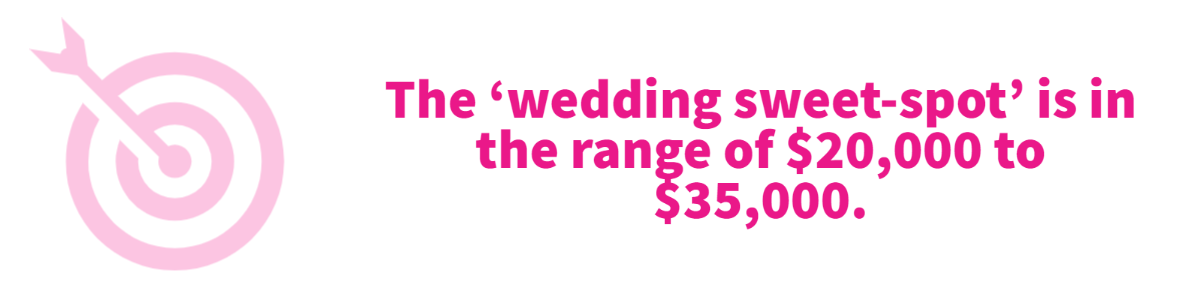 The ‘wedding sweet-spot’ is in
the range of $20,000 to
$35,000.